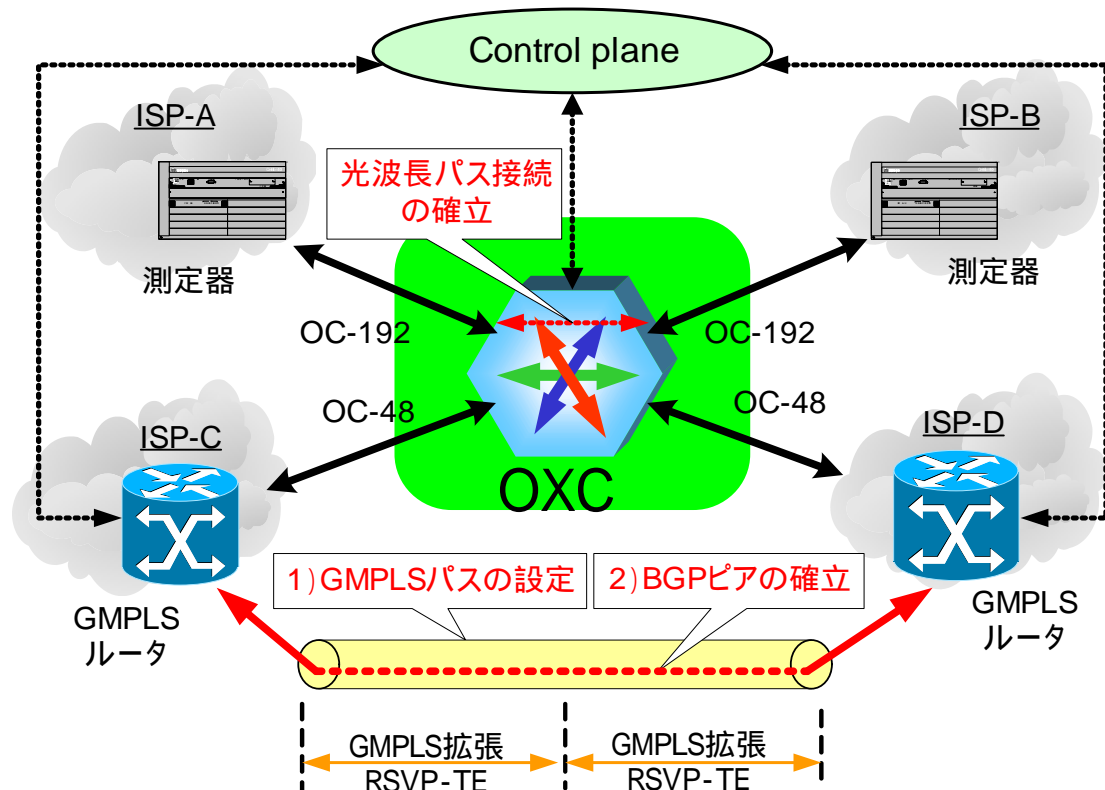 Control plane
ISP-A
ISP-B
光波長パス接続
の確立
測定器
測定器
OC-192
OC-192
OC-48
OC-48
ISP-C
ISP-D
OXC
1)GMPLSパスの設定
2)BGPピアの確立
GMPLS
ルータ
GMPLS
ルータ
GMPLS拡張
RSVP-TE
GMPLS拡張
RSVP-TE